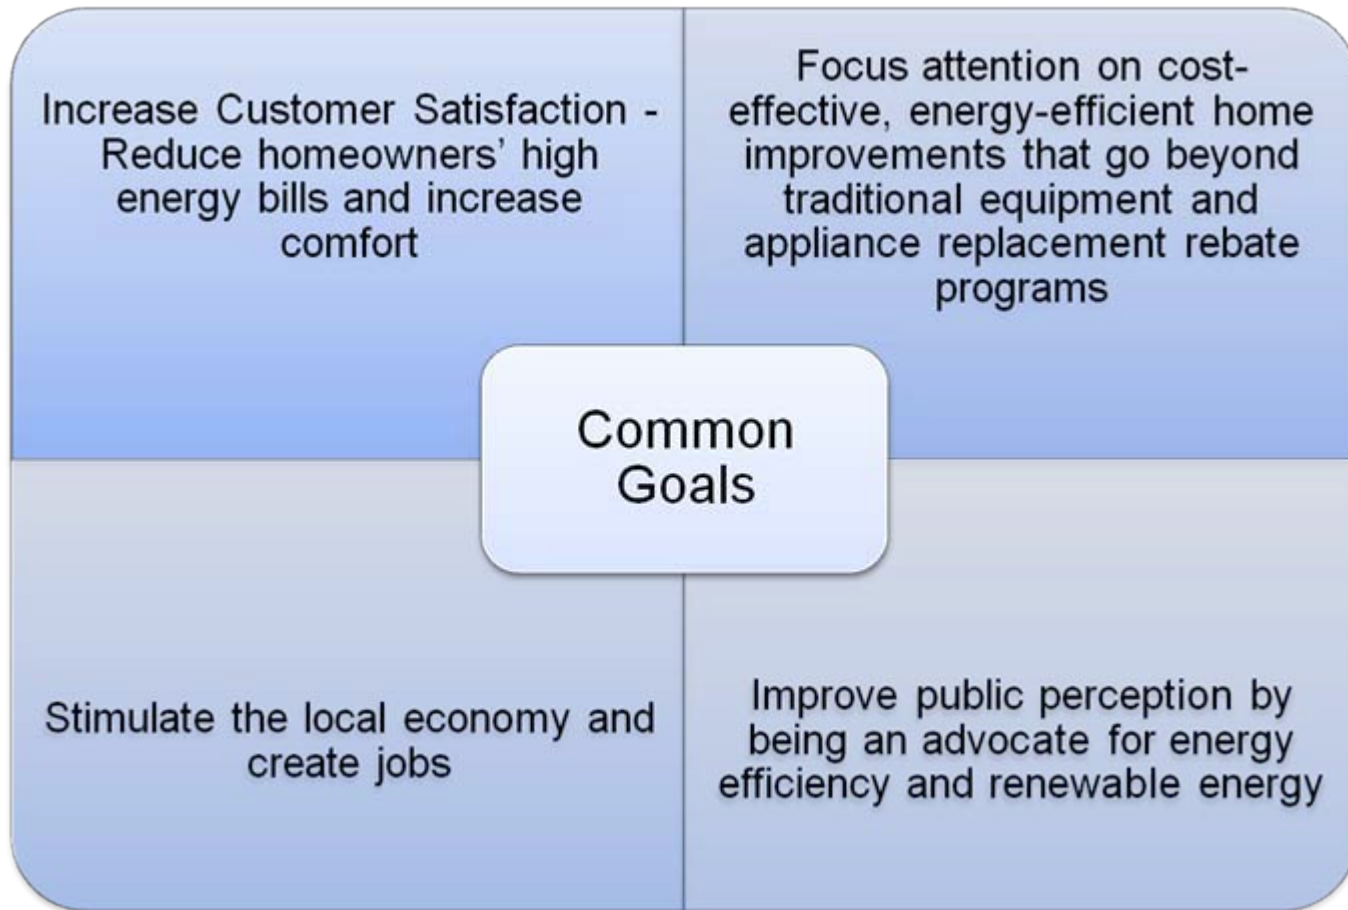 Increase Customer Satisfaction -
Reduce homeowners’ high
energy bills and increase
comfort
Focus attention on cost-
effective, energy-efficient home
improvements that go beyond
traditional equipment and
appliance replacement rebate
programs
Common
Goals
Stimulate the local economy and
create jobs
Improve public perception by
being an advocate for energy
efficiency and renewable energy